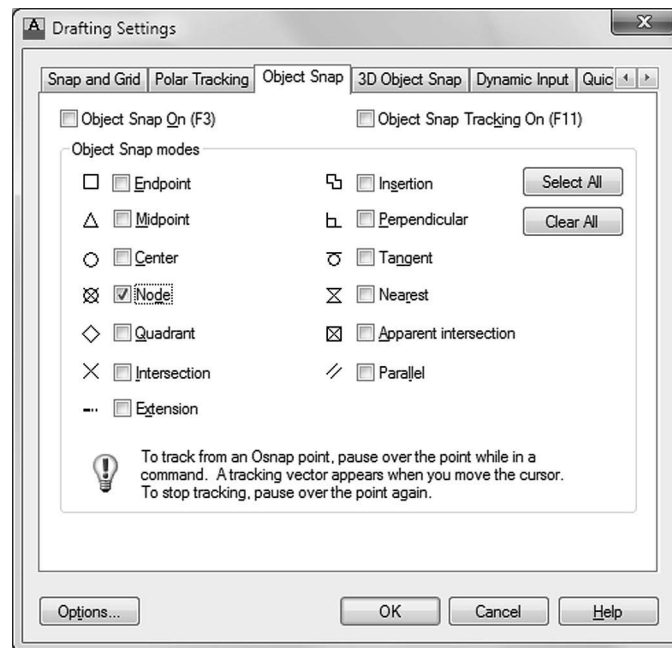 A Drafting Settings X
Snap and Grid Polar Tracking Object Snap 3D Object Snap Dynamic Input Quic
Object Snap On (F3) Object Snap Tracking On (F11)
Object Snap modes
Endpoint Insertion Select All
Midpoint Perpendicular Clear All
Center Tangent
Node Nearest
Quadrant Apparent intersection
Intersection Parallel
Extension
To track from an Osnap point, pause over the point while in a
command. A tracking vector appears when you move the cursor.
To stop tracking, pause over the point again.
Options... OK Cancel Help